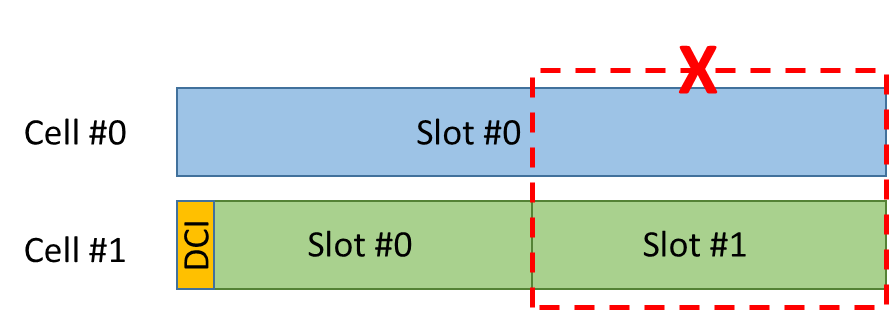 X
Cell #0
Slot #0
Cell #1
DCI
Slot #0
Slot #1